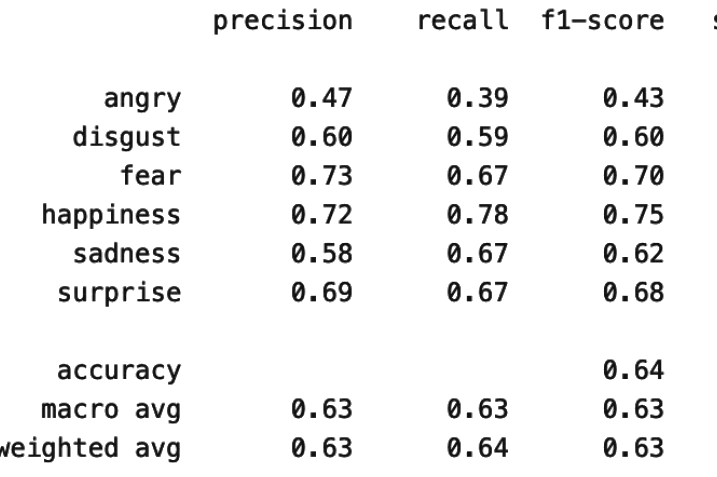 precision recall f1-score
angry 0.47 0.39 0.43
disgust 0.60 0.59 0.60
fear 0.73 0.67 0.70
happiness 0.72 0.78 0.75
sadness 0.58 0.67 0.62
surprise 0.69 0.67 0.68
accuracy 0.64
macro avg 0.63 0.63 0.63
weighted avg 0.63 0.64 0.63